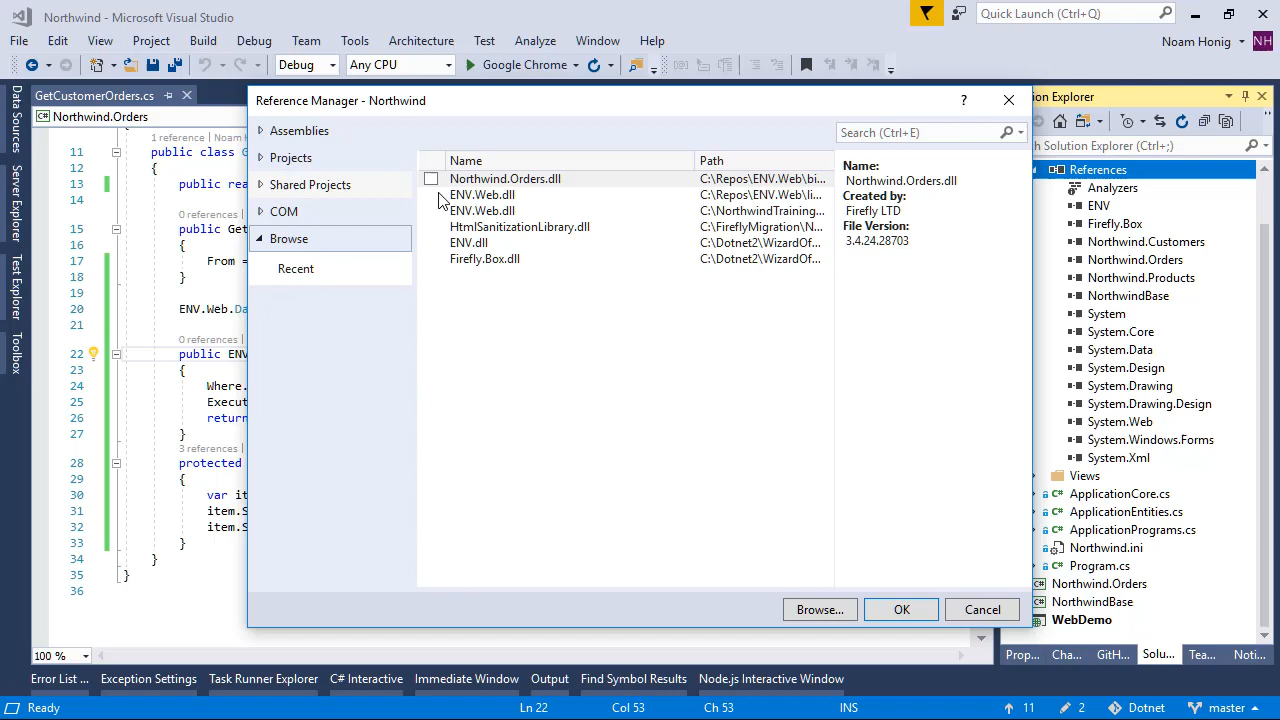 Northwind - Microsoft Visual Studio
Quick Launch (Ctrl+Q)
File Edit View Project Build Debug Team Tools Architecture Test Analyze Window Help
Noam Honig NH
Debug Any CPU Google Chrome
Data Sources
Server Explorer
Test Explorer
Toolbox
GetCustomerOrders.cs
Northwind.Orders
1 reference | Noam H
11 public class G
12 {
13 public rea
14
0 references |
15 public Get
16 {
17 From =
18 }
19
20 ENV.Web.Da
21
0 references |
22 public ENV
23 {
24 Where.
25 Execut
26 return
27 }
3 references |
28 protected
29 {
30 var it
31 item.S
32 item.S
33 }
34 }
35 }
36
100 %
Reference Manager - Northwind
?
Assemblies
Projects
Shared Projects
COM
Browse
Recent
Search (Ctrl+E)
Name Path
Northwind.Orders.dll C:\Repos\ENV.Web\bi...
ENV.Web.dll C:\Repos\ENV.Web\li...
ENV.Web.dll C:\NorthwindTraining...
HtmlSanitizationLibrary.dll C:\FireflyMigration\N...
ENV.dll C:\Dotnet2\WizardOf...
Firefly.Box.dll C:\Dotnet2\WizardOf...
Name:
Northwind.Orders.dll
Created by:
Firefly LTD
File Version:
3.4.24.28703
Browse... OK Cancel
ion Explorer
h Solution Explorer (Ctrl+;)
References
Analyzers
ENV
Firefly.Box
Northwind.Customers
Northwind.Orders
Northwind.Products
NorthwindBase
System
System.Core
System.Data
System.Design
System.Drawing
System.Drawing.Design
System.Web
System.Windows.Forms
System.Xml
Views
ApplicationCore.cs
ApplicationEntities.cs
ApplicationPrograms.cs
Northwind.ini
Program.cs
Northwind.Orders
NorthwindBase
WebDemo
Prop... Cha... GitH... Solu... Tea... Noti...
Error List ... Exception Settings Task Runner Explorer C# Interactive Immediate Window Output Find Symbol Results Node.js Interactive Window
Ready Ln 22 Col 53 Ch 53 INS 11 2 Dotnet master